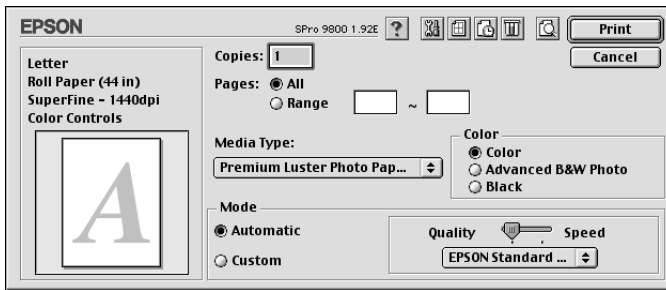 EPSON
SPro 9800 1.92E
?
Print
Cancel
Letter
Roll Paper (44 in)
SuperFine - 1440dpi
Color Controls
A
Copies: 1
Pages: All
Range ~
Media Type:
Premium Luster Photo Pap...
Color
Color
Advanced B&W Photo
Black
Mode
Automatic
Custom
Quality Speed
EPSON Standard ...